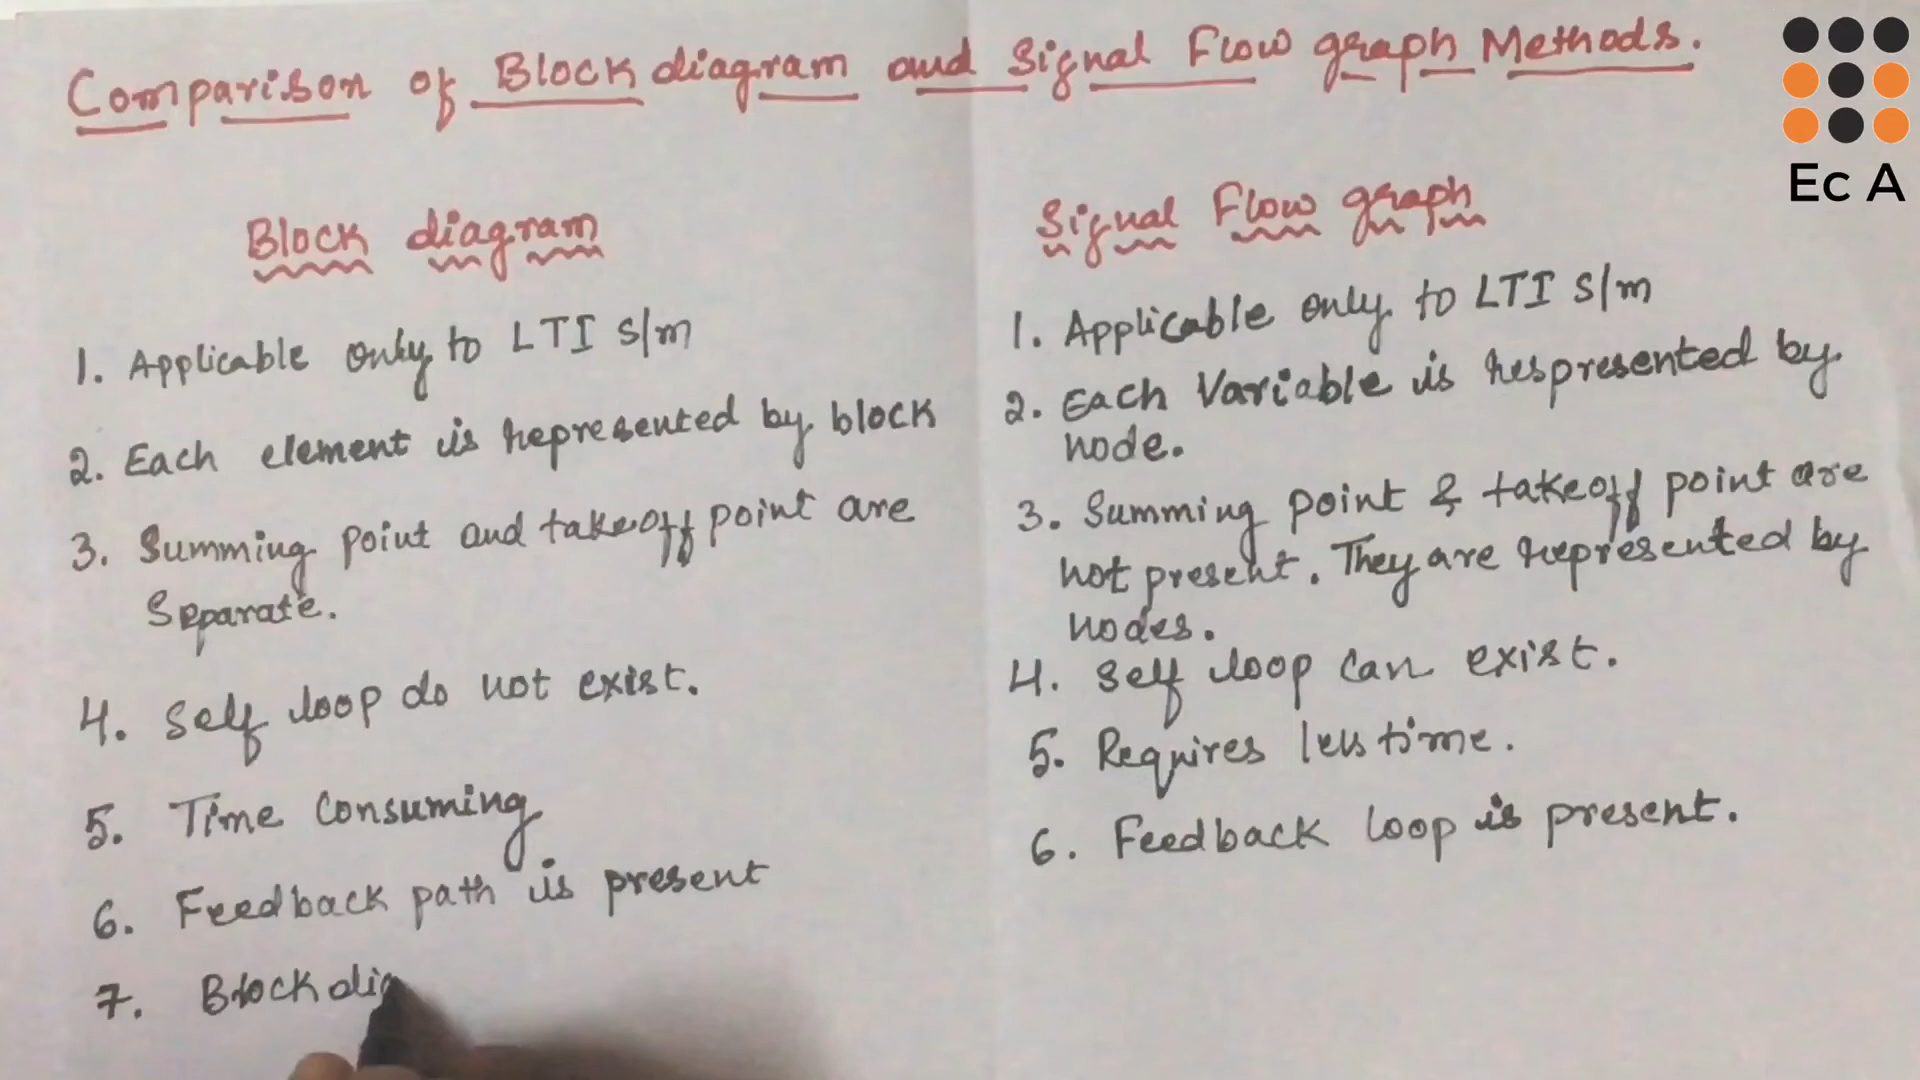 Comparison of Block diagram and Signal Flow graph Methods.
Ec A
Block diagram
1. Applicable only to LTI s/m
2. Each element is represented by block
3. Summing point and takeoff point are
Separate.
4. Self loop do not exist.
5. Time Consuming
6. Feedback path is present
7. Block dia
Signal Flow graph
1. Applicable only to LTI s/m
2. Each Variable is respresented by
node.
3. Summing point & takeoff point are
not present. They are represented by
nodes.
4. Self loop can exist.
5. Requires less time.
6. Feedback loop is present.